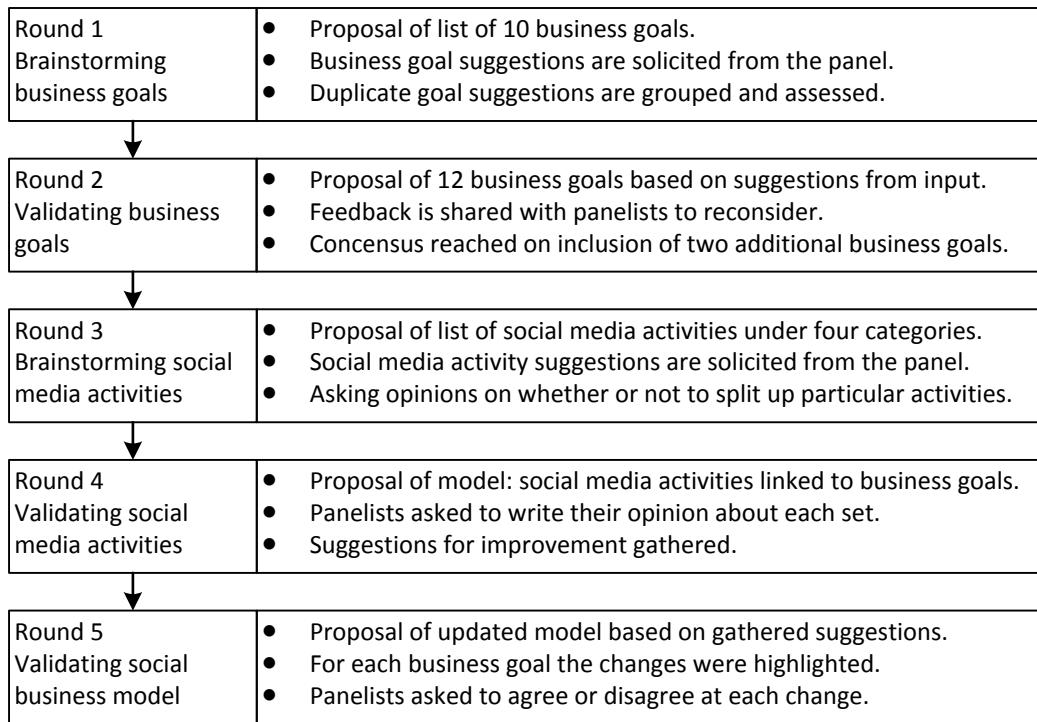 Round 1
Brainstorming
business goals
● Proposal of list of 10 business goals.
● Business goal suggestions are solicited from the panel.
● Duplicate goal suggestions are grouped and assessed.
Round 2
Validating business
goals
● Proposal of 12 business goals based on suggestions from input.
● Feedback is shared with panelists to reconsider.
● Concensus reached on inclusion of two additional business goals.
Round 3
Brainstorming social
media activities
● Proposal of list of social media activities under four categories.
● Social media activity suggestions are solicited from the panel.
● Asking opinions on whether or not to split up particular activities.
Round 4
Validating social
media activities
● Proposal of model: social media activities linked to business goals.
● Panelists asked to write their opinion about each set.
● Suggestions for improvement gathered.
Round 5
Validating social
business model
● Proposal of updated model based on gathered suggestions.
● For each business goal the changes were highlighted.
● Panelists asked to agree or disagree at each change.